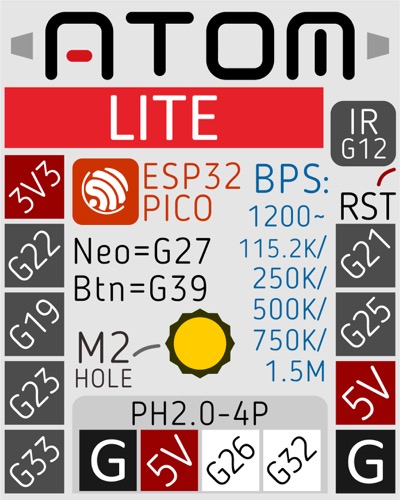 ATOM
LITE
IR
G12
3V3
ESP32
PICO
BPS:
RST
1200~
G22
Neo=G27
115.2K/
G21
Btn=G39
250K/
G19
500K/
G25
M2
HOLE
750K/
G23
1.5M
5V
PH2.0-4P
G33
G
5V
G26
G32
G